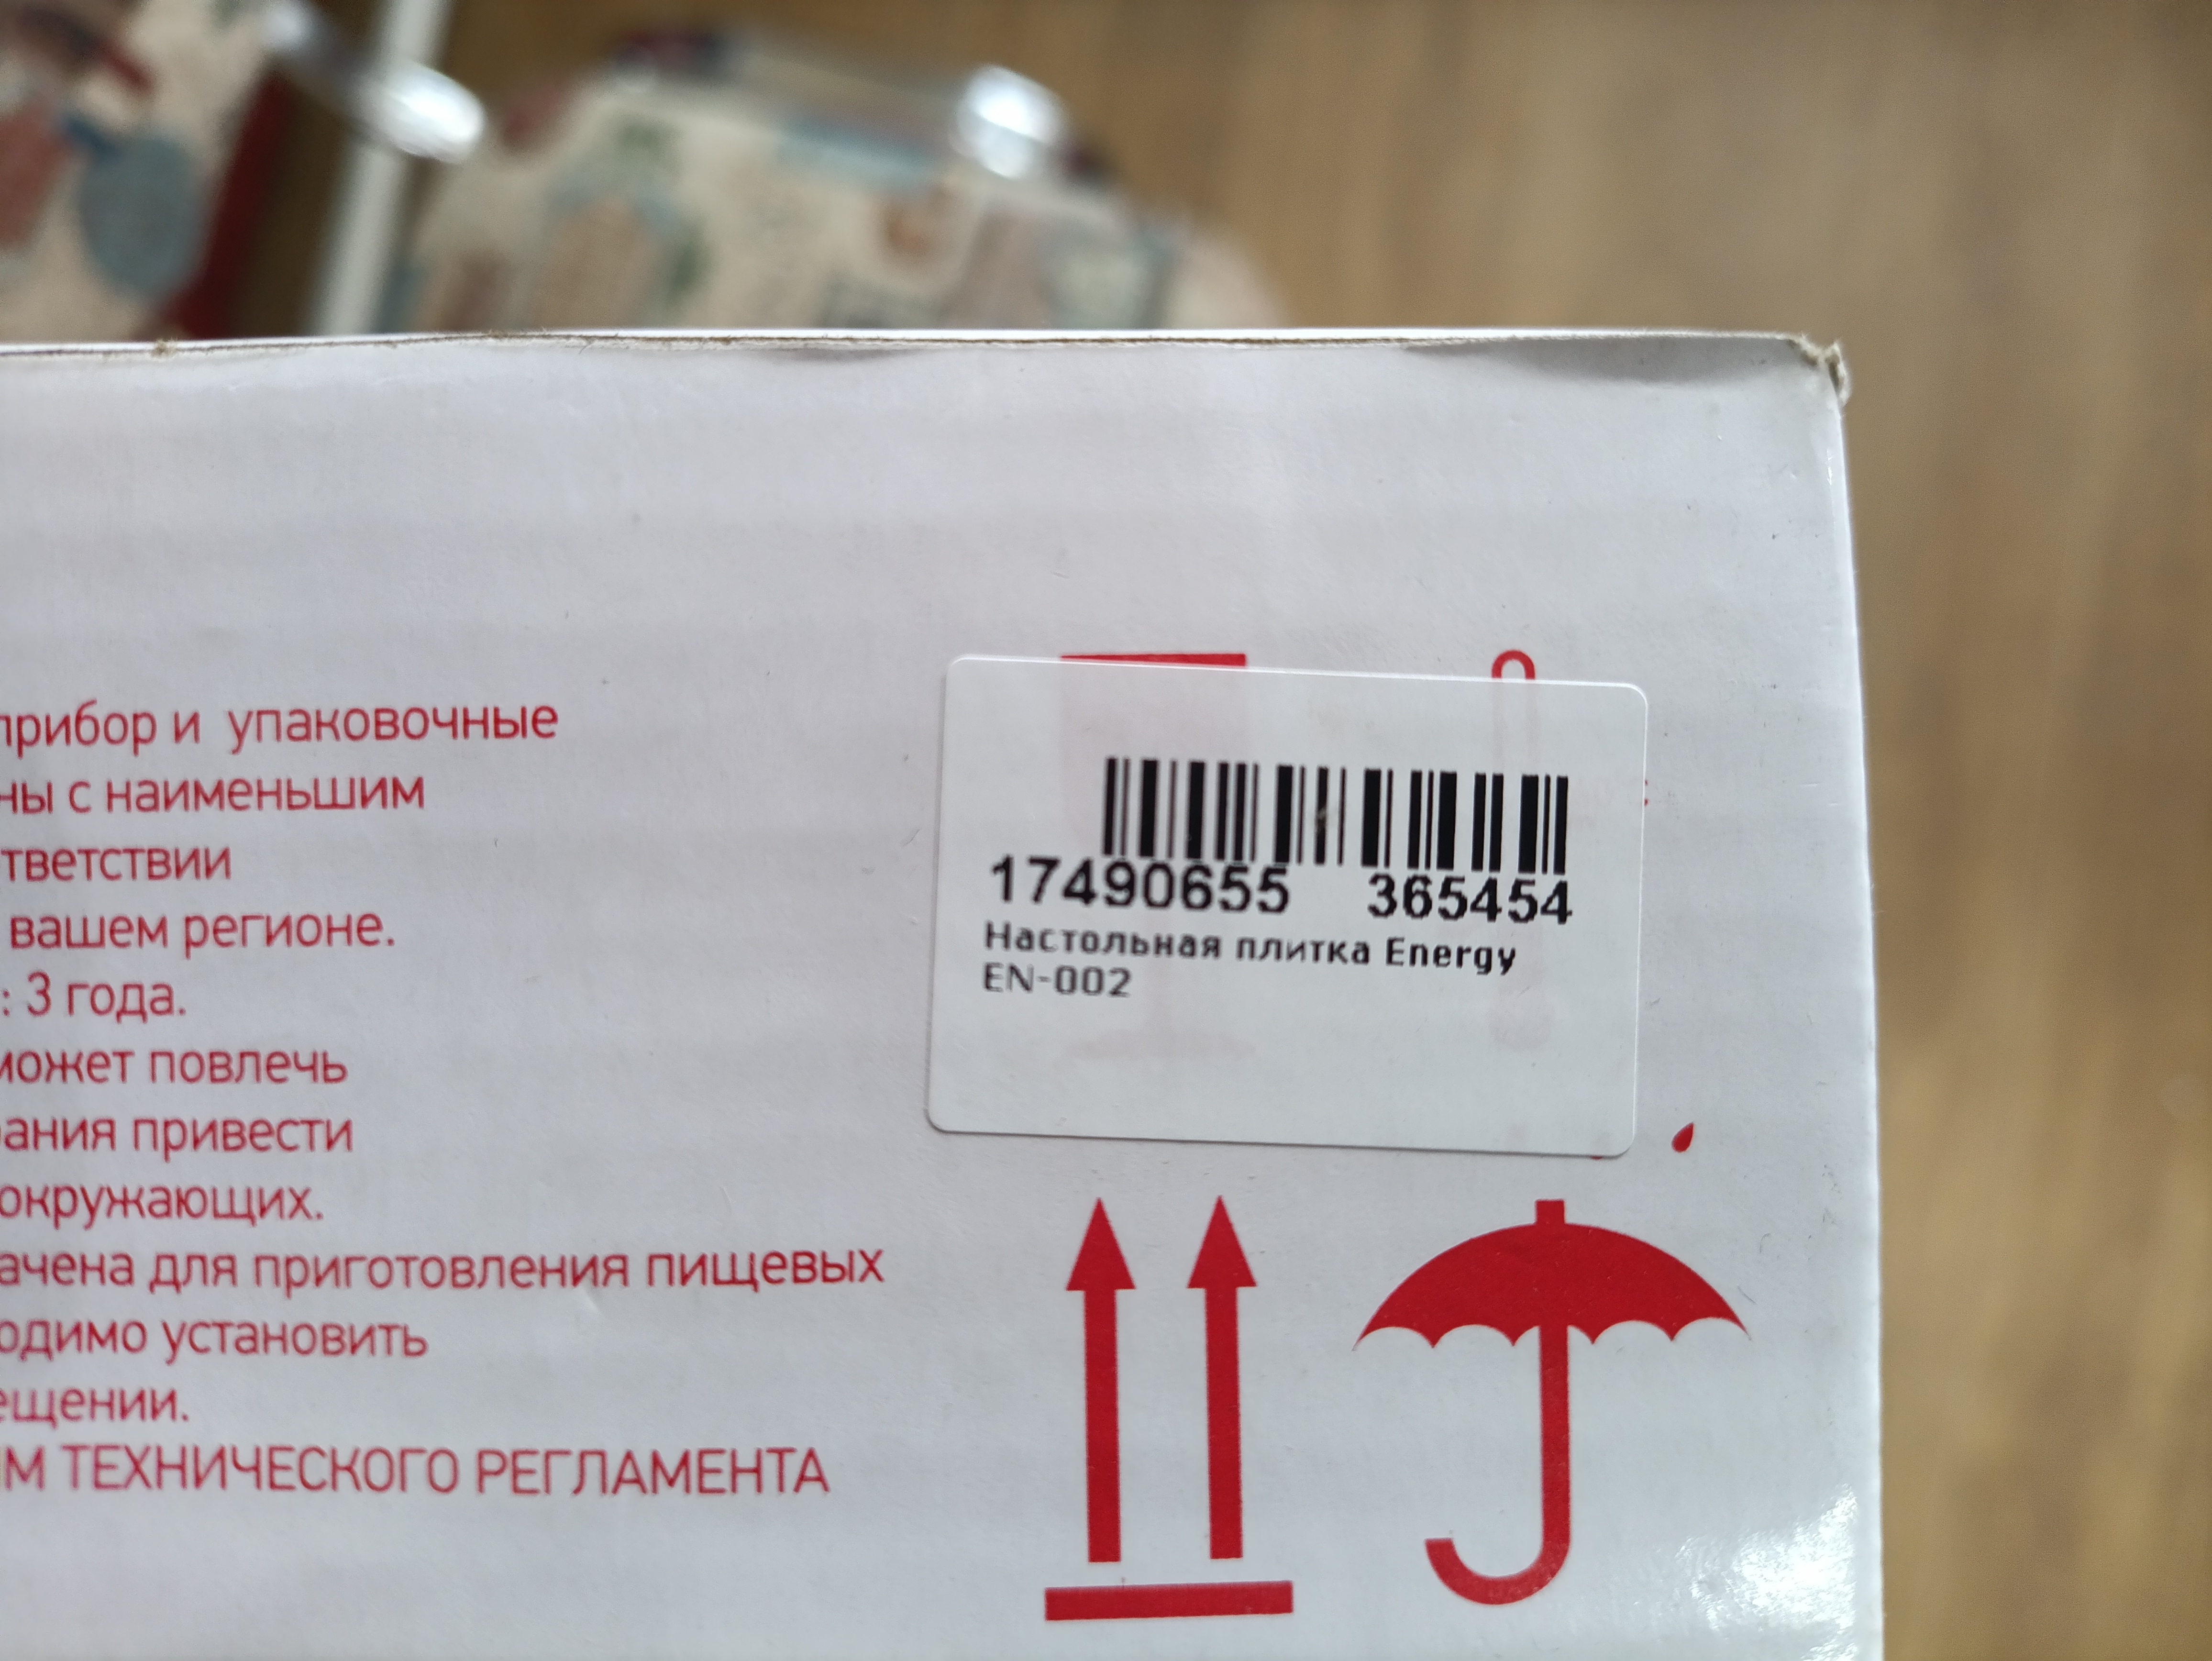 прибор и упаковочные
ны с наименьшим
тветствии
вашем регионе.
: 3 года.
может повлечь
ания привести
окружающих.
ачена для приготовления пищевых
одимо установить
ещении.
ИМ ТЕХНИЧЕСКОГО РЕГЛАМЕНТА
17490655 365454
Настольная плитка Energy
EN-002